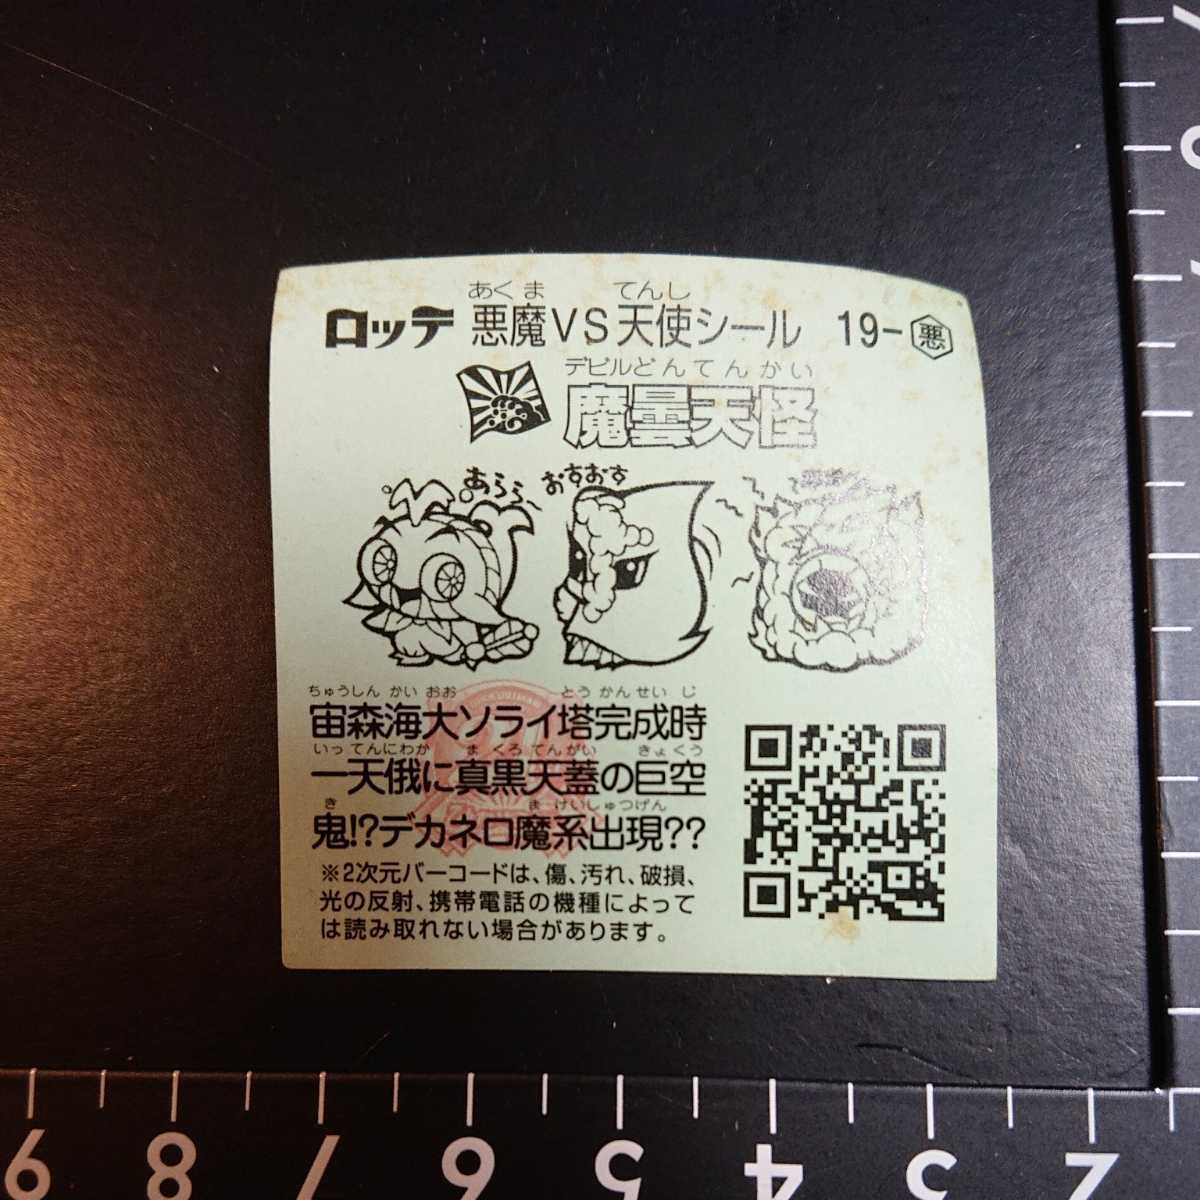 あくま てんし
ロッテ 悪魔VS天使シール 19-悪
デビルどんてんかい
魔曇天怪
あらら〜 おすおす
ちゅうしん かい おお とう かんせい じ
宙森海大ソライ塔完成時
いってんにわか まくろてんがい きょくう
一天俄に真黒天蓋の巨空
き まけいしゅつげん
鬼!?デカネロ魔系出現??
※2次元バーコードは、傷、汚れ、破損、
光の反射、携帯電話の機種によって
は読み取れない場合があります。
9 8 7 6 5 4 3 2